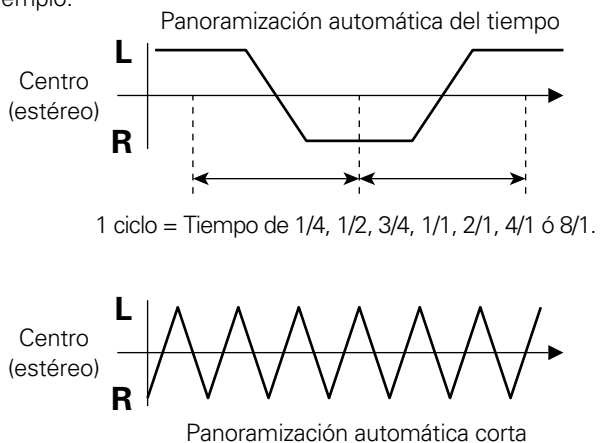 Panoramización automática del tiempo
L
Centro
(estéreo)
R
1 ciclo = Tiempo de 1/4, 1/2, 3/4, 1/1, 2/1, 4/1 ó 8/1.
L
Centro
(estéreo)
R
Panoramización automática corta